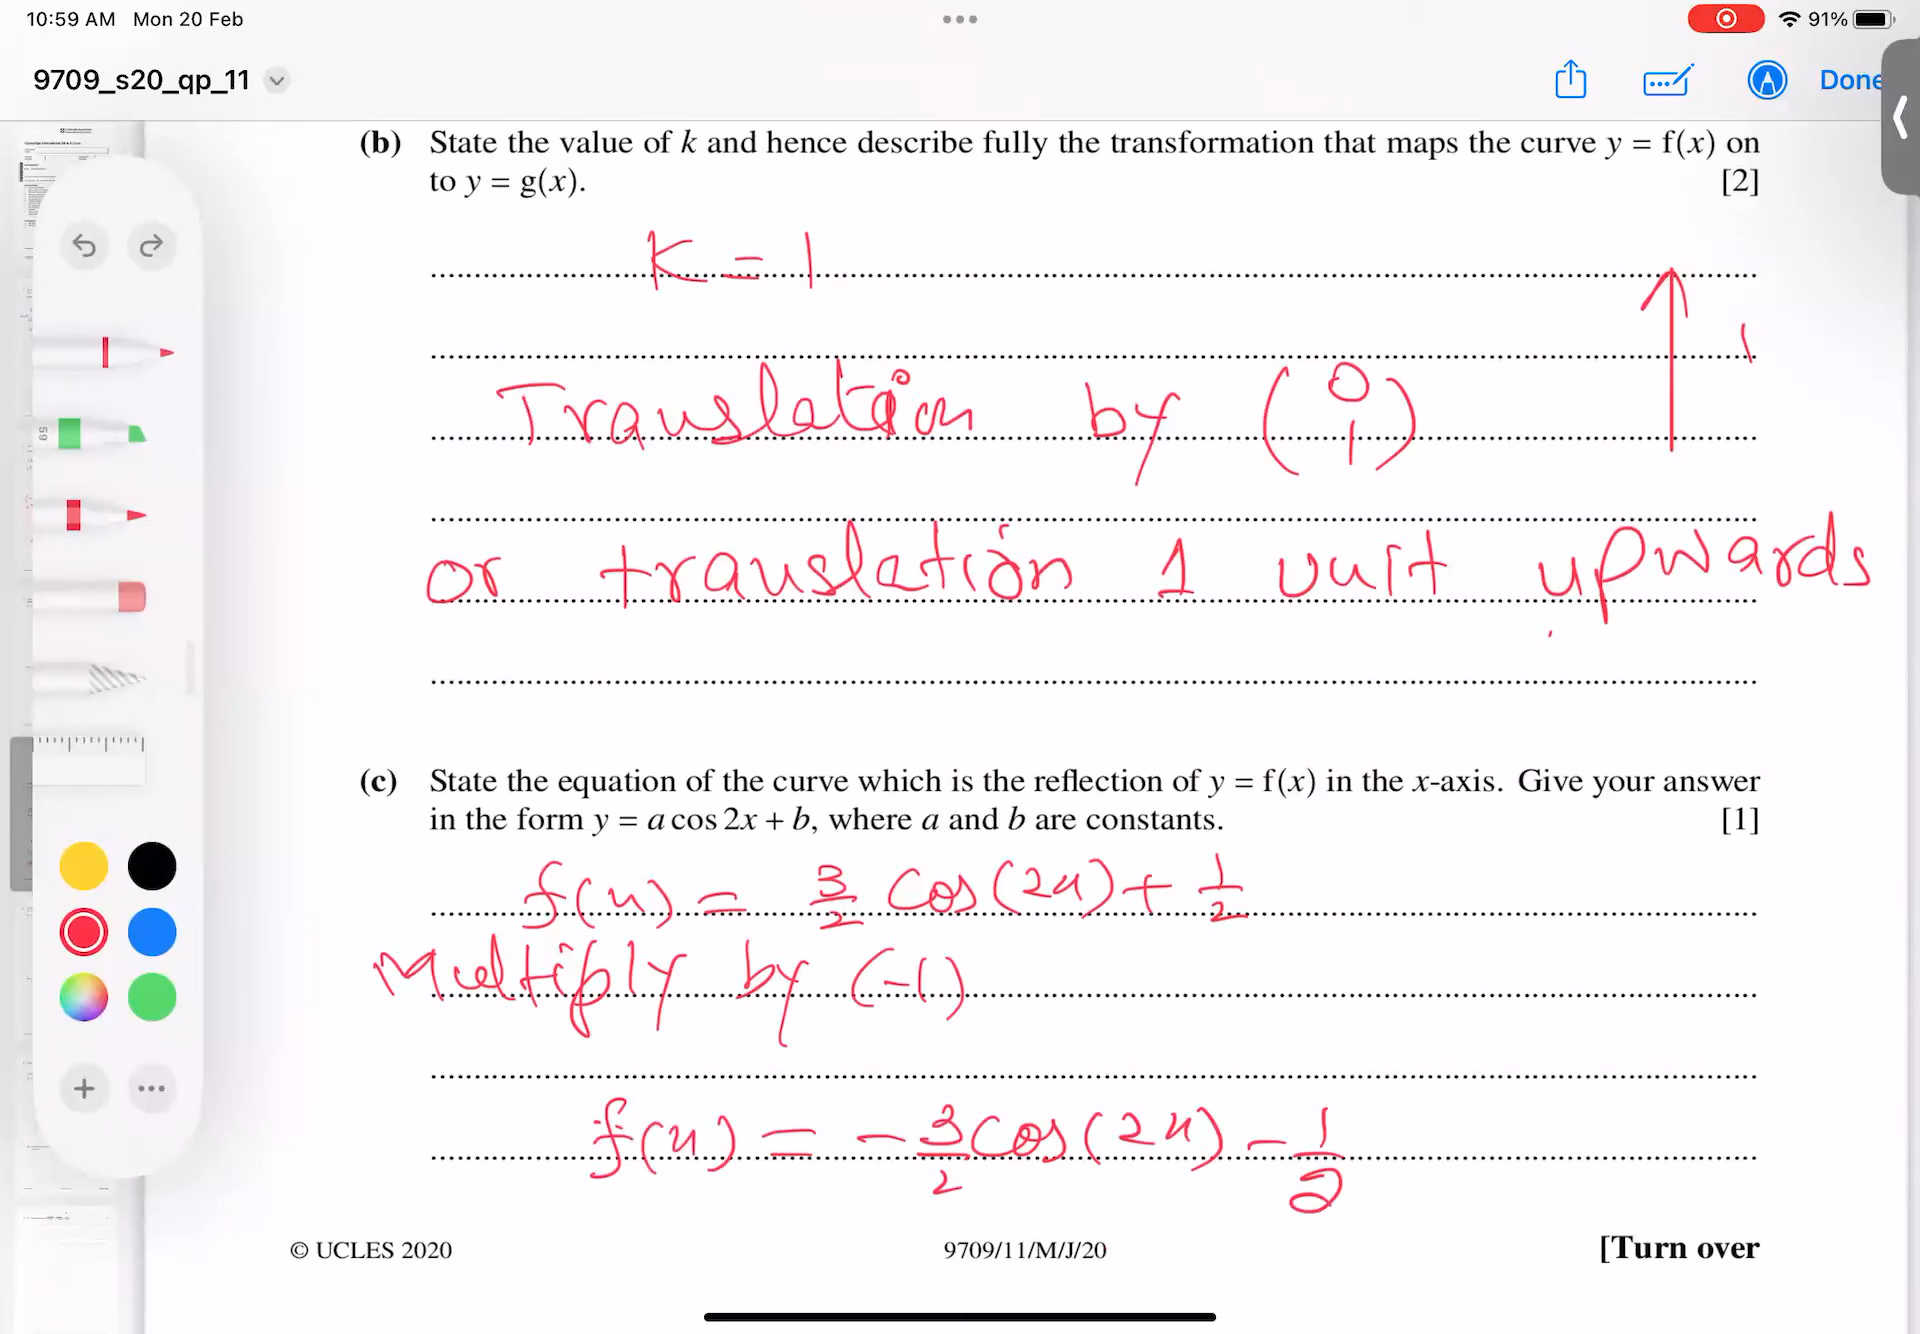 10:59 AM Mon 20 Feb
91%
9709_s20_qp_11
Done
(b) State the value of k and hence describe fully the transformation that maps the curve y = f(x) on
to y = g(x). [2]
K = 1
1
Translation by (0 1)
or translation 1 unit upwards
(c) State the equation of the curve which is the reflection of y = f(x) in the x-axis. Give your answer
in the form y = a cos 2x + b, where a and b are constants. [1]
f(x) = 3/2 Cos(2x) + 1/2
Multiply by (-1)
f(x) = - 3/2 Cos(2x) - 1/2
© UCLES 2020 9709/11/M/J/20 [Turn over